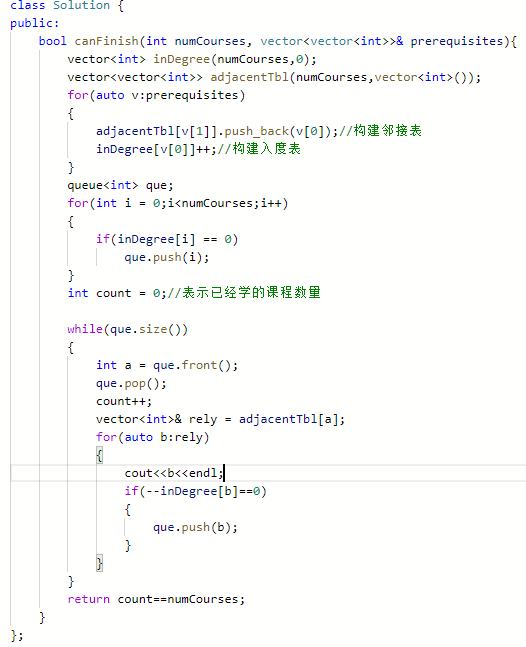 class Solution {
public:
    bool canFinish(int numCourses, vector<vector<int>>& prerequisites){
        vector<int> inDegree(numCourses,0);
        vector<vector<int>> adjacentTbl(numCourses,vector<int>());
        for(auto v:prerequisites)
        {
            adjacentTbl[v[1]].push_back(v[0]);//构建邻接表
            inDegree[v[0]]++;//构建入度表
        }
        queue<int> que;
        for(int i = 0;i<numCourses;i++)
        {
            if(inDegree[i] == 0)
                que.push(i);
        }
        int count = 0;//表示已经学的课程数量

        while(que.size())
        {
            int a = que.front();
            que.pop();
            count++;
            vector<int>& rely = adjacentTbl[a];
            for(auto b:rely)
            {
                cout<<b<<endl;
                if(--inDegree[b]==0)
                {
                    que.push(b);
                }
            }
        }
        return count==numCourses;
    }
};